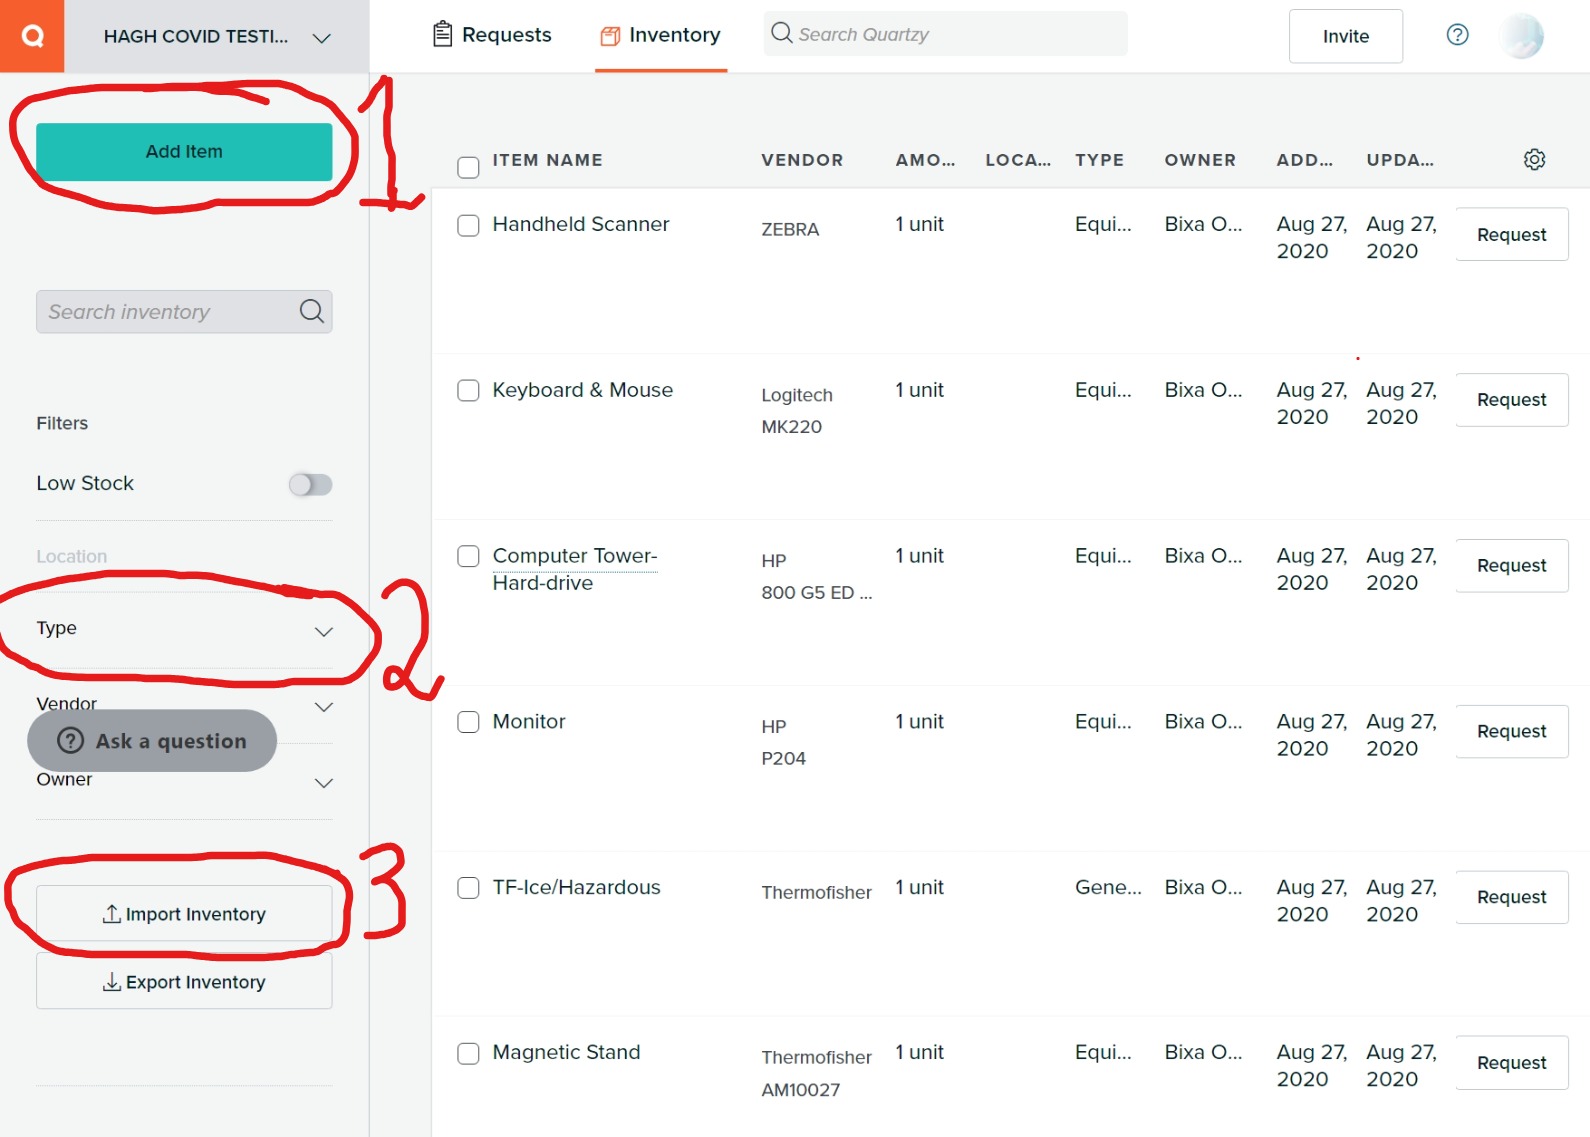 HAGH COVID TESTI...
Requests
Inventory
Search Quartzy
Invite
?
1
Add Item
Search inventory
Filters
Low Stock
Location
Type
2
Vendor
? Ask a question
Owner
3
Import Inventory
Export Inventory
ITEM NAME VENDOR AMO... LOCA... TYPE OWNER ADD... UPDA...
Handheld Scanner ZEBRA 1 unit Equi... Bixa O... Aug 27, Aug 27, Request
2020 2020
Keyboard & Mouse Logitech 1 unit Equi... Bixa O... Aug 27, Aug 27, Request
MK220 2020 2020
Computer Tower- HP 1 unit Equi... Bixa O... Aug 27, Aug 27, Request
Hard-drive 800 G5 ED ... 2020 2020
Monitor HP 1 unit Equi... Bixa O... Aug 27, Aug 27, Request
P204 2020 2020
TF-Ice/Hazardous Thermofisher 1 unit Gene... Bixa O... Aug 27, Aug 27, Request
2020 2020
Magnetic Stand Thermofisher 1 unit Equi... Bixa O... Aug 27, Aug 27, Request
AM10027 2020 2020